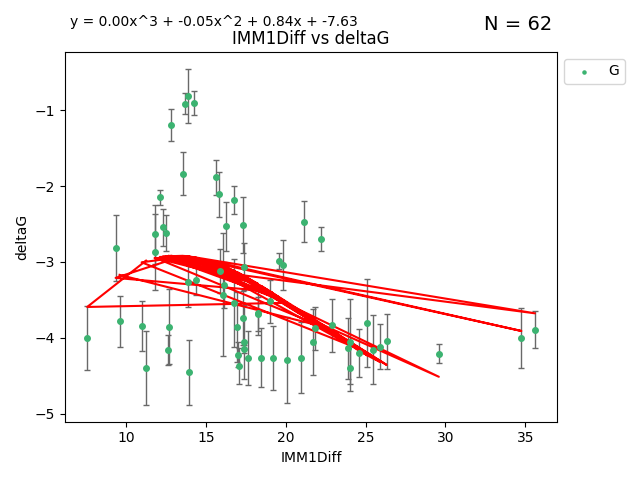 y = 0.00x^3 + -0.05x^2 + 0.84x + -7.63
N = 62
IMM1Diff vs deltaG
G
−1
−2
−3
−4
−5
deltaG
10 15 20 25 30 35
IMM1Diff